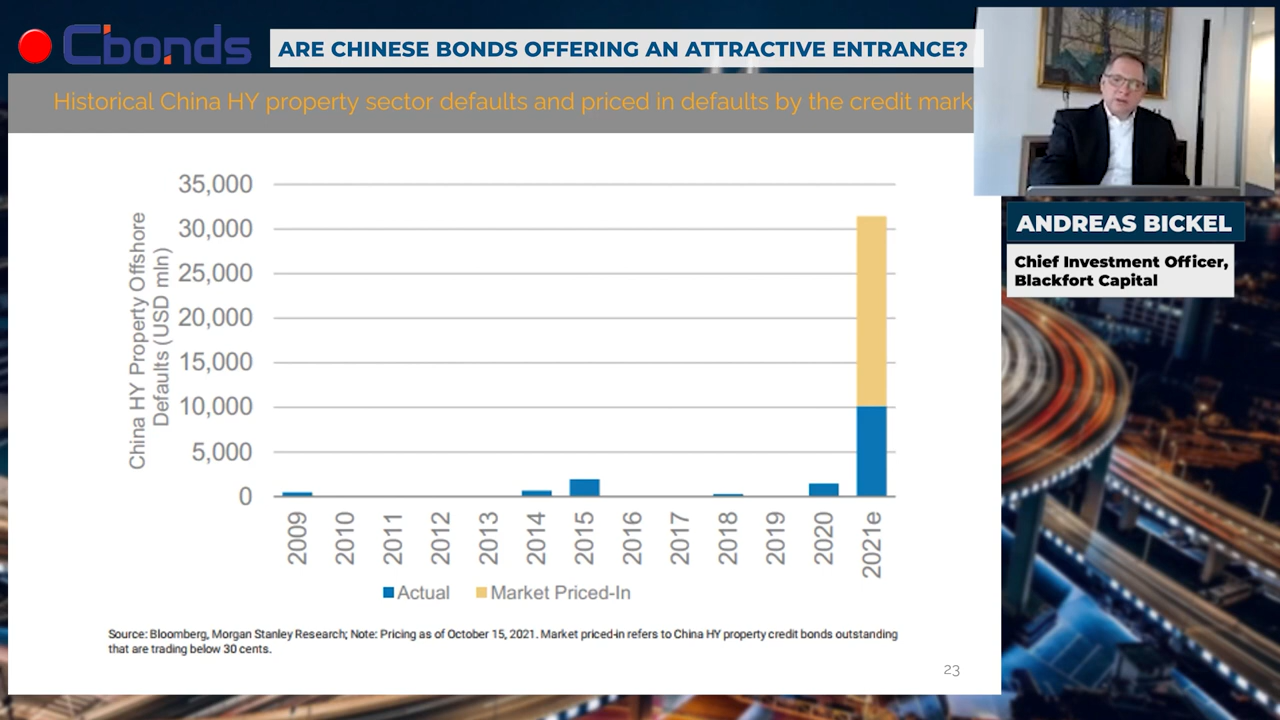 Cbonds
ARE CHINESE BONDS OFFERING AN ATTRACTIVE ENTRANCE?
Historical China HY property sector defaults and priced in defaults by the credit mark
ANDREAS BICKEL
Chief Investment Officer,
Blackfort Capital
China HY Property Offshore
Defaults (USD mln)
35,000
30,000
25,000
20,000
15,000
10,000
5,000
0
2009
2010
2011
2012
2013
2014
2015
2016
2017
2018
2019
2020
2021e
Actual
Market Priced-In
Source: Bloomberg, Morgan Stanley Research; Note: Pricing as of October 15, 2021. Market priced-in refers to China HY property credit bonds outstanding
that are trading below 30 cents.
23